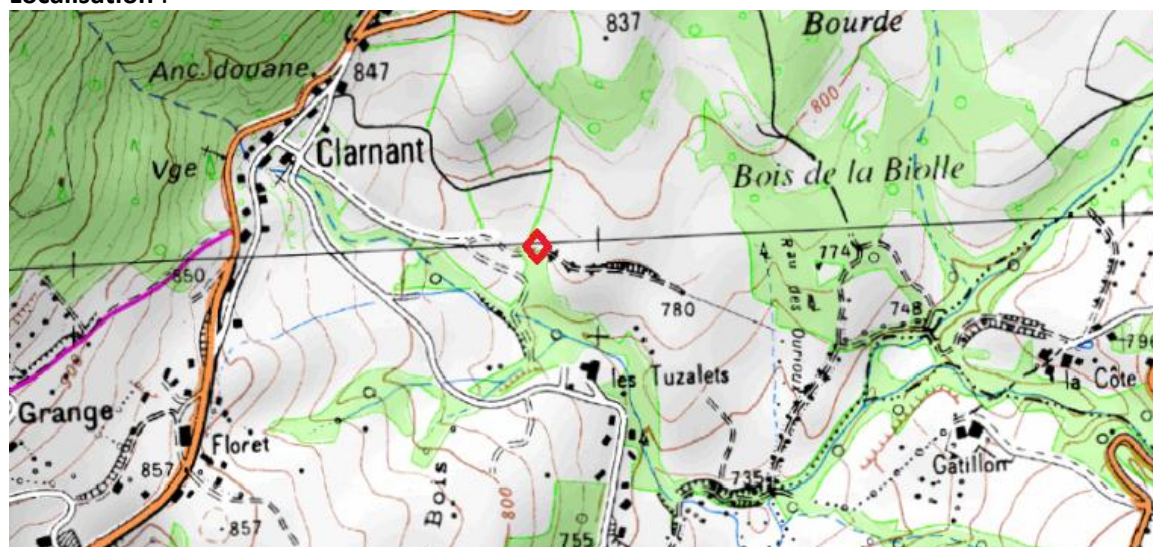 Localisation :
837
Bourde
Anc. douane
847
800
Vge
Clarnant
Bois de la Biolle
850
774
Rau des
780
748
900
796
les Tuzalets
la Côte
Grange
Floret
Gatillon
857
Bois
800
735
857
755